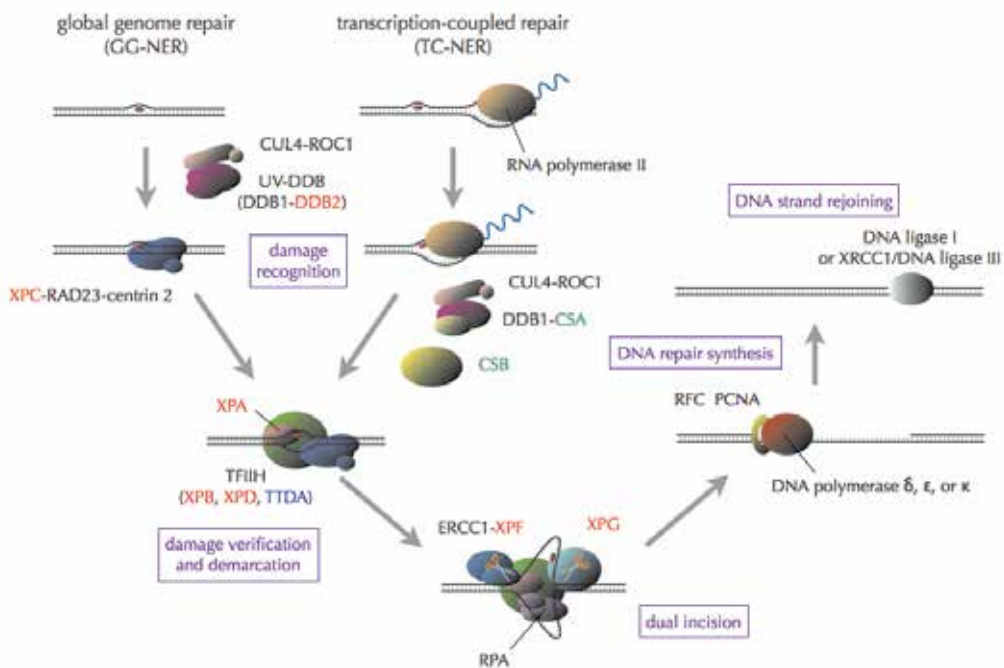 global genome repair
(GG-NER)
transcription-coupled repair
(TC-NER)
CUL4-ROC1
UV-DDB
(DDB1-DDB2)
RNA polymerase II
damage
recognition
XPC-RAD23-centrin 2
CUL4-ROC1
DDB1-CSA
CSB
XPA
TFIIH
(XPB, XPD, TTDA)
damage verification
and demarcation
ERCC1-XPF
XPG
RPA
dual incision
RFC PCNA
DNA polymerase δ, ε, or κ
DNA repair synthesis
DNA strand rejoining
DNA ligase I
or XRCC1/DNA ligase III